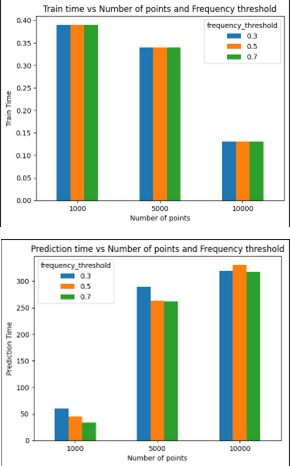 Train time vs Number of points and Frequency threshold
frequency_threshold
0.3
0.5
0.7
0.40
0.35
0.30
0.25
0.20
0.15
0.10
0.05
0.00
Train Time
1000 5000 10000
Number of points
Prediction time vs Number of points and Frequency threshold
frequency_threshold
0.3
0.5
0.7
300
250
200
150
100
50
0
Prediction Time
1000 5000 10000
Number of points